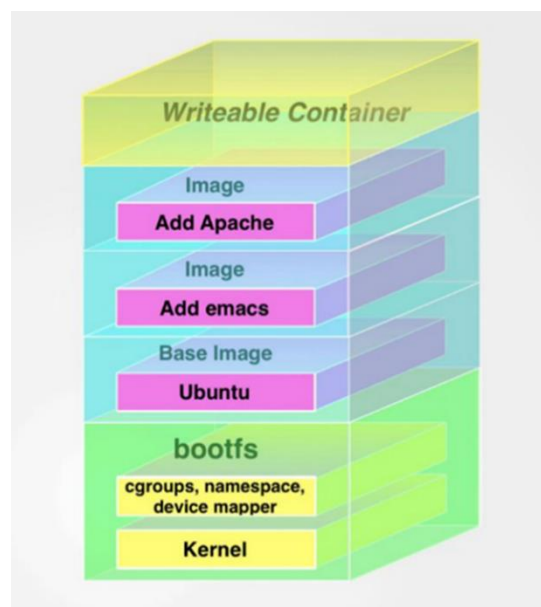 Writeable Container
Image
Add Apache
Image
Add emacs
Base Image
Ubuntu
bootfs
cgroups, namespace,
device mapper
Kernel